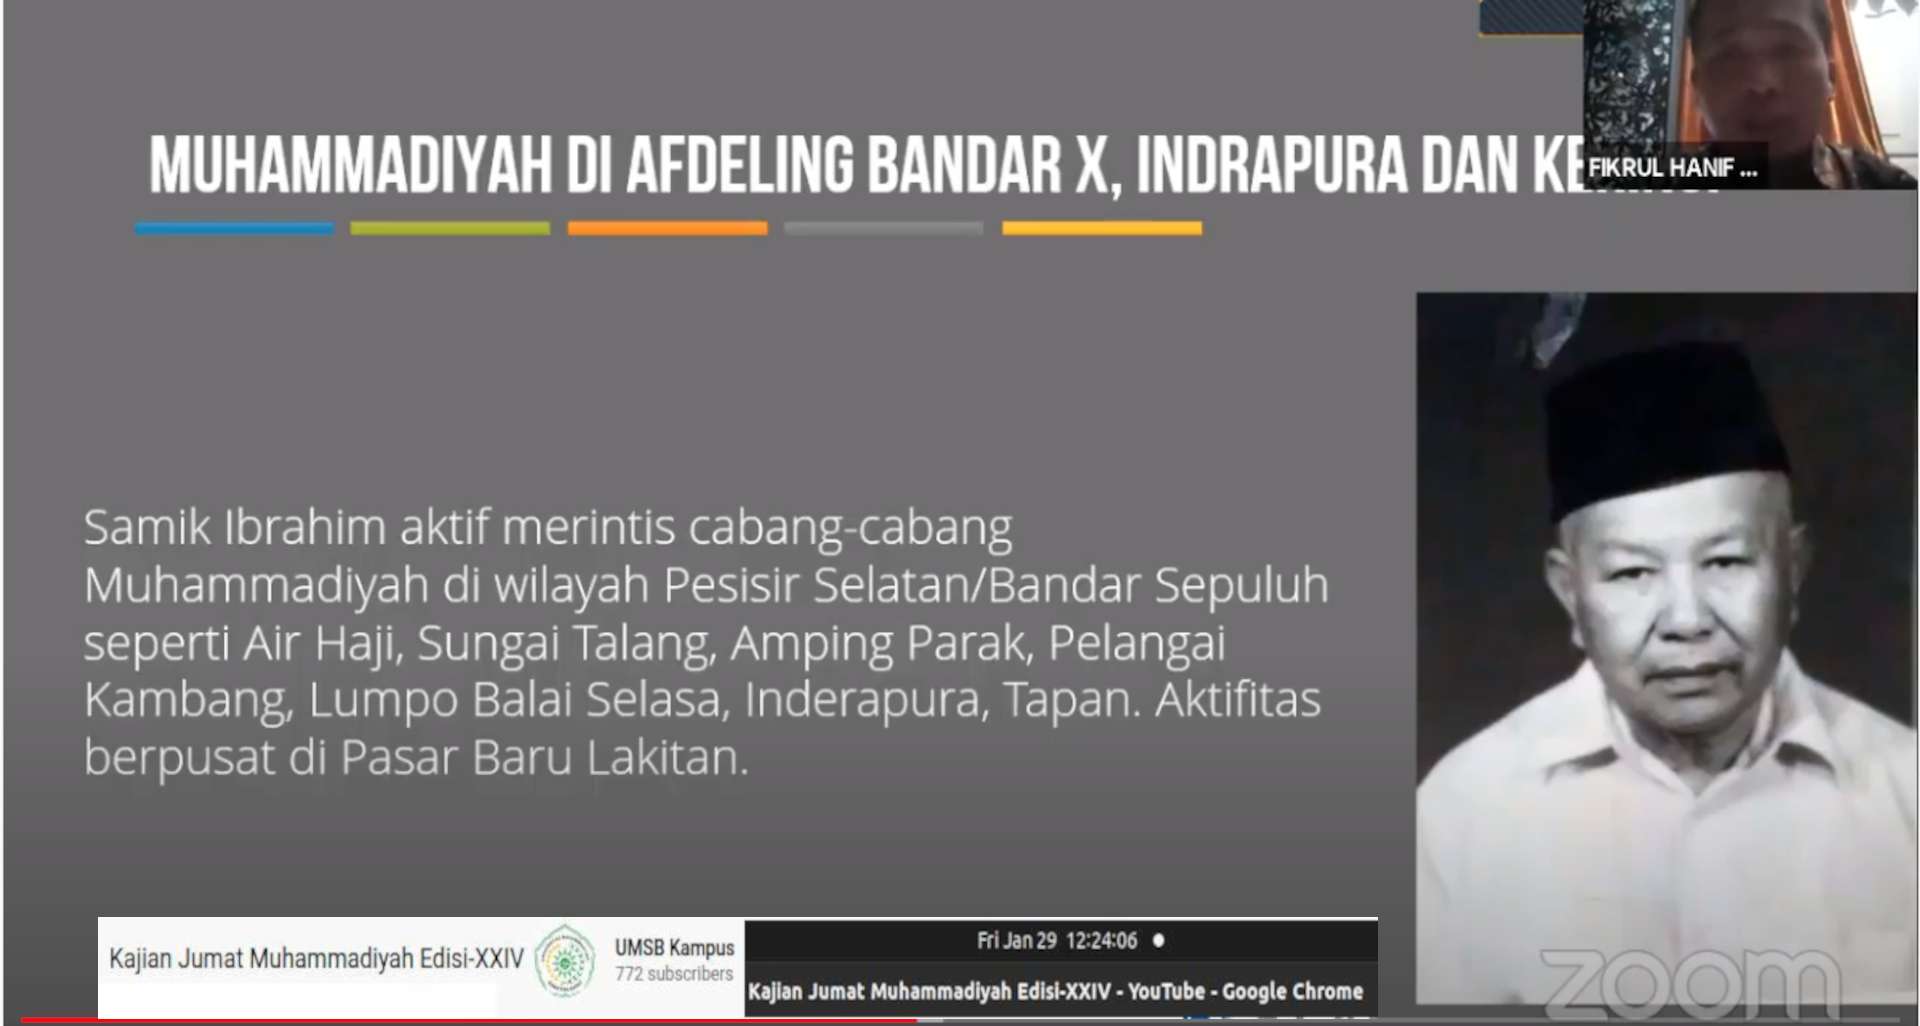 MUHAMMADIYAH DI AFDELING BANDAR X, INDRAPURA DAN
FIKRUL HANIF ...
Samik Ibrahim aktif merintis cabang-cabang
Muhammadiyah di wilayah Pesisir Selatan/Bandar Sepuluh
seperti Air Haji, Sungai Talang, Amping Parak, Pelangai
Kambang, Lumpo Balai Selasa, Inderapura, Tapan. Aktifitas
berpusat di Pasar Baru Lakitan.
Kajian Jumat Muhammadiyah Edisi-XXIV
UMSB Kampus
772 subscribers
Fri Jan 29 12:24:06
Kajian Jumat Muhammadiyah Edisi-XXIV - YouTube - Google Chrome
zoom